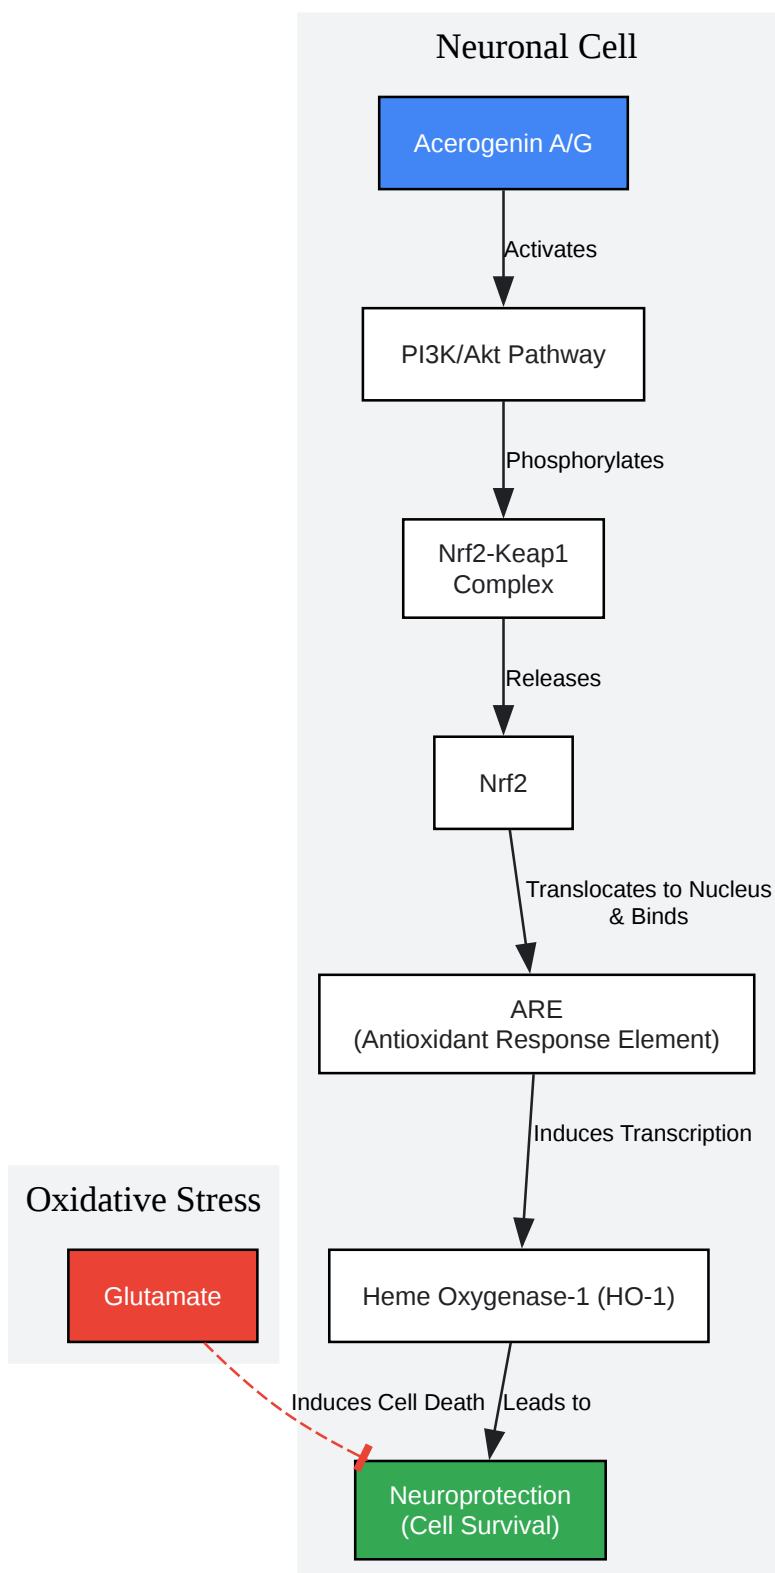 Neuronal Cell
Acerogenin A/G
Activates
PI3K/Akt Pathway
Phosphorylates
Nrf2-Keap1
Complex
Releases
Nrf2
Translocates to Nucleus
& Binds
ARE
(Antioxidant Response Element)
Induces Transcription
Oxidative Stress
Glutamate
Heme Oxygenase-1 (HO-1)
Induces Cell Death
Leads to
Neuroprotection
(Cell Survival)